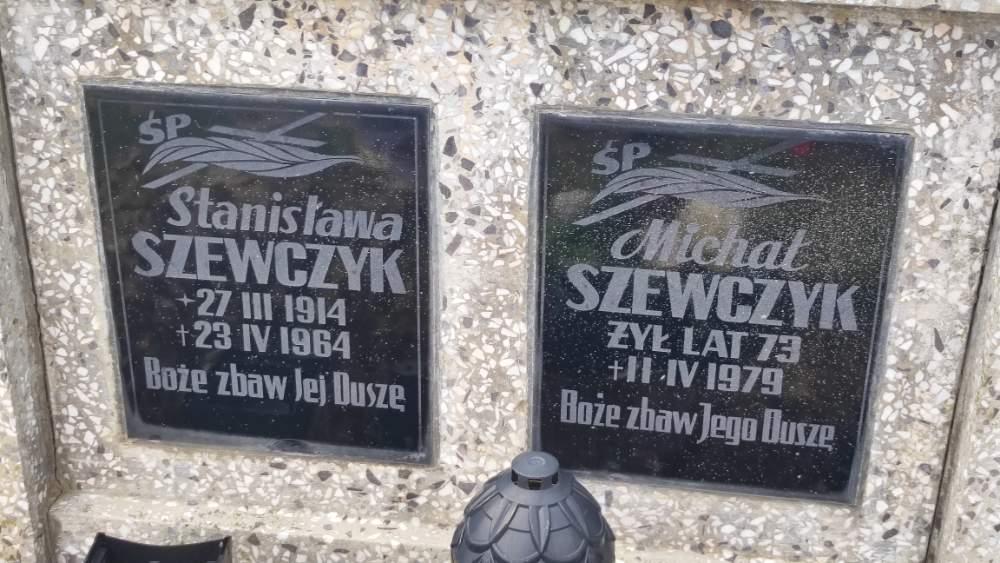 ŚP
Stanisława
SZEWCZYK
+27 III 1914
+23 IV 1964
Boże zbaw Jej Duszę
ŚP
Michał
SZEWCZYK
ŻYŁ LAT 73
+11 IV 1979
Boże zbaw Jego Duszę